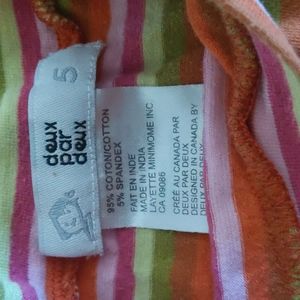 5
deux
par
deux
95% COTON/COTTON
5% SPANDEX
FAIT EN INDE
MADE IN INDIA
LAYETTE MINIMOME INC
CA 09086
CRÉÉ AU CANADA PAR
DEUX PAR DEUX
DESIGNED IN CANADA BY
DEUX PAR DEUX